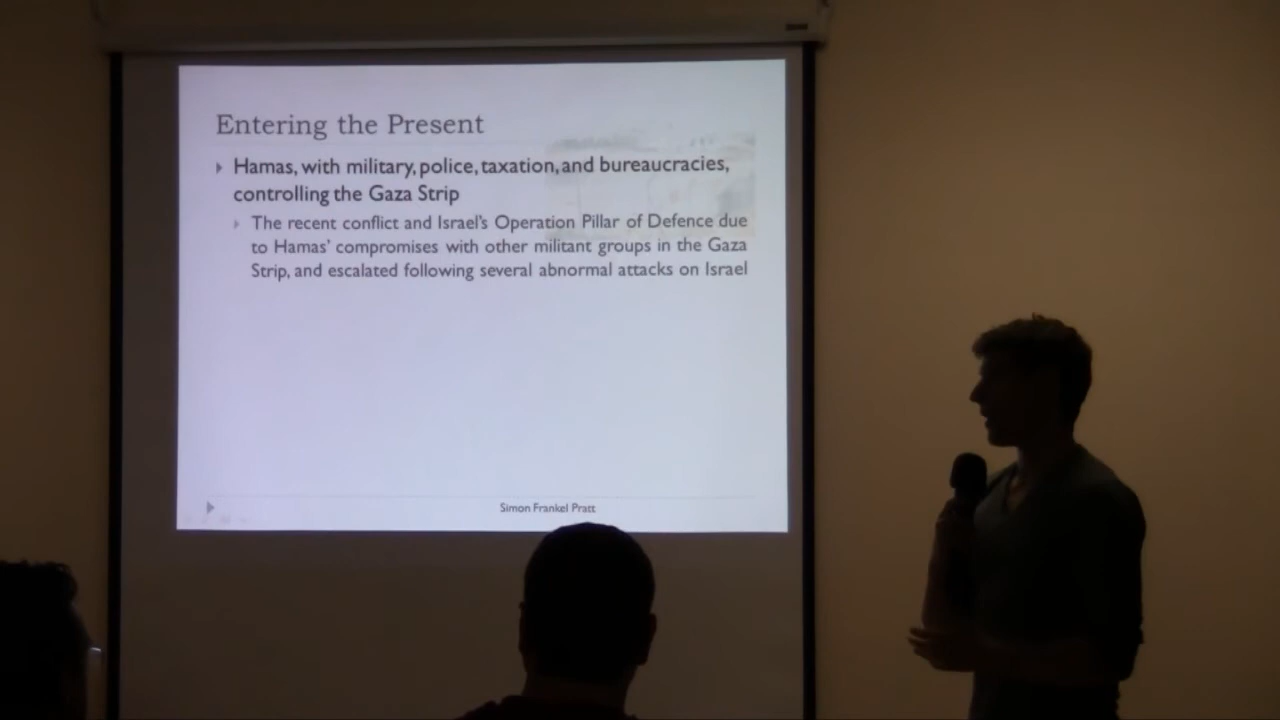 Entering the Present
Hamas, with military, police, taxation, and bureaucracies,
controlling the Gaza Strip
The recent conflict and Israel's Operation Pillar of Defence due
to Hamas' compromises with other militant groups in the Gaza
Strip, and escalated following several abnormal attacks on Israel
Simon Frankel Pratt